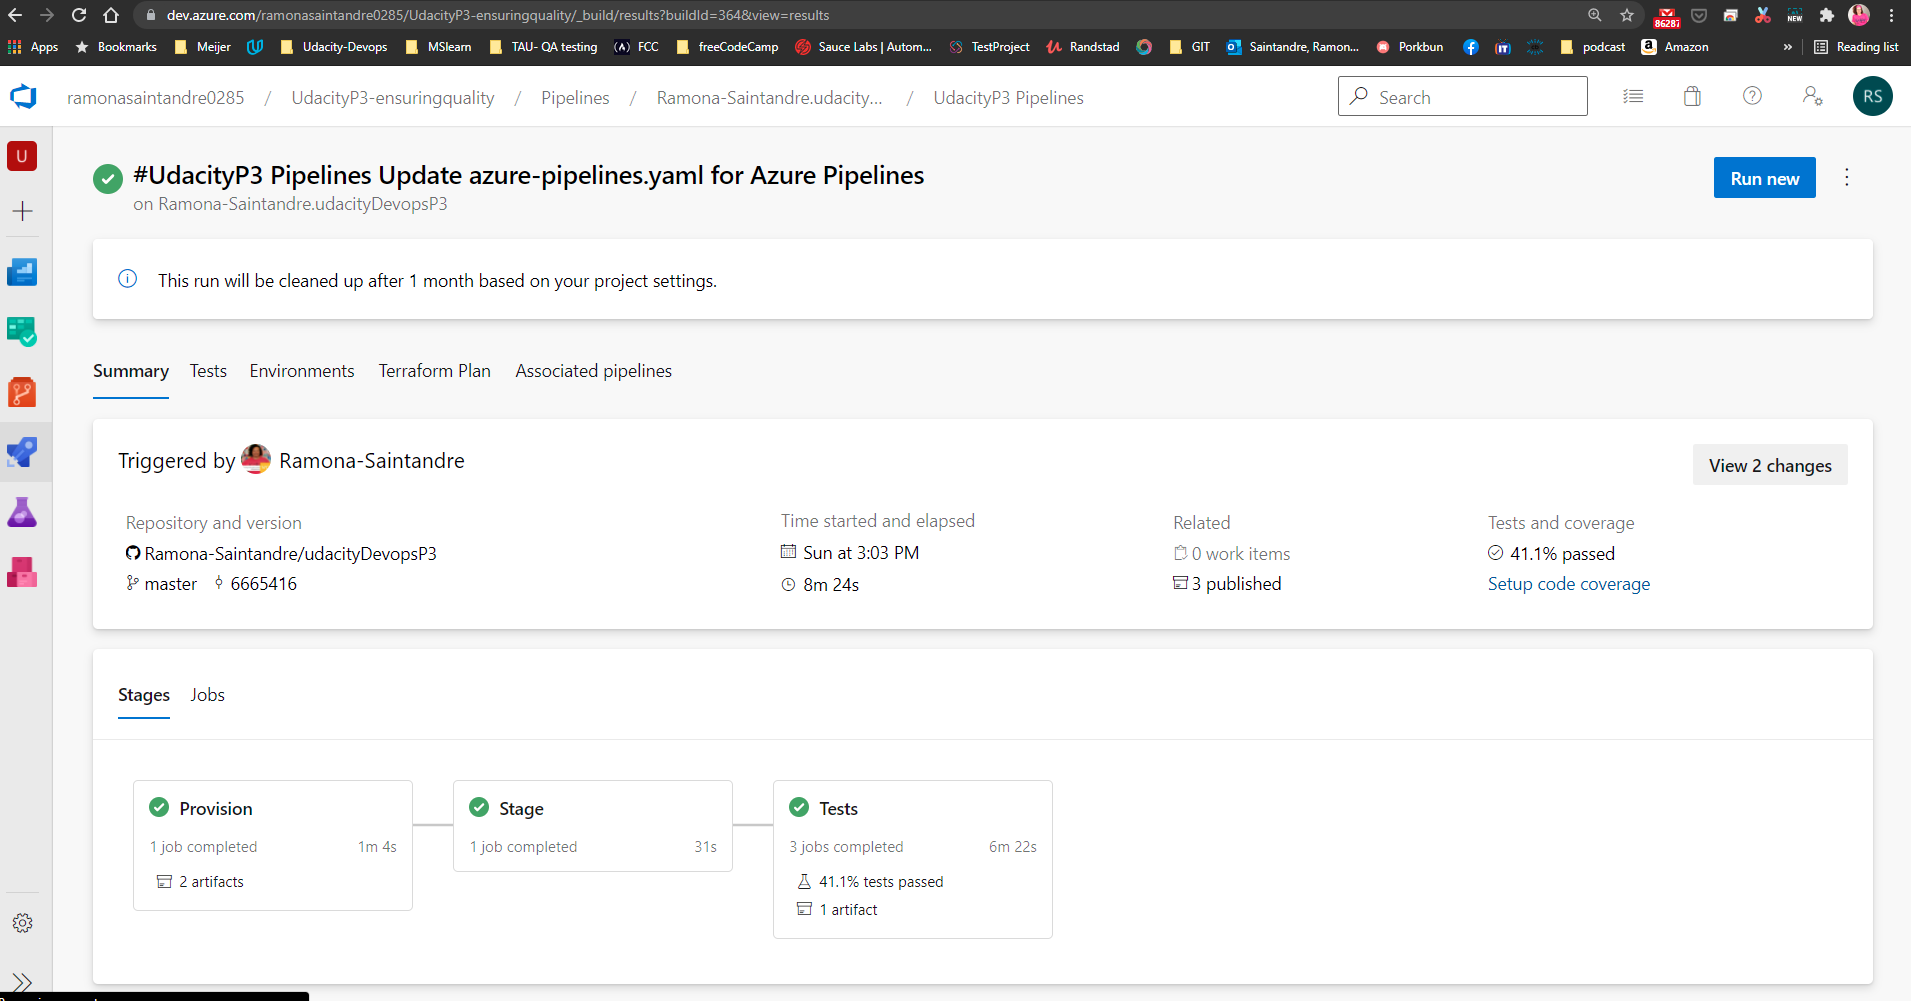 dev.azure.com/ramonasaintandre0285/UdacityP3-ensuringquality/_build/results?buildId=364&view=results
Apps Bookmarks Meijer Udacity-Devops MSlearn TAU- QA testing FCC freeCodeCamp Sauce Labs | Autom... TestProject Randstad GIT Saintandre, Ramon... Porkbun podcast Amazon » Reading list
ramonasaintandre0285 / UdacityP3-ensuringquality / Pipelines / Ramona-Saintandre.udacity... / UdacityP3 Pipelines Search RS
U
#UdacityP3 Pipelines Update azure-pipelines.yaml for Azure Pipelines
on Ramona-Saintandre.udacityDevopsP3
Run new
This run will be cleaned up after 1 month based on your project settings.
Summary Tests Environments Terraform Plan Associated pipelines
Triggered by Ramona-Saintandre
View 2 changes
Repository and version
Ramona-Saintandre/udacityDevopsP3
master 6665416
Time started and elapsed
Sun at 3:03 PM
8m 24s
Related
0 work items
3 published
Tests and coverage
41.1% passed
Setup code coverage
Stages Jobs
Provision
1 job completed 1m 4s
2 artifacts
Stage
1 job completed 31s
Tests
3 jobs completed 6m 22s
41.1% tests passed
1 artifact